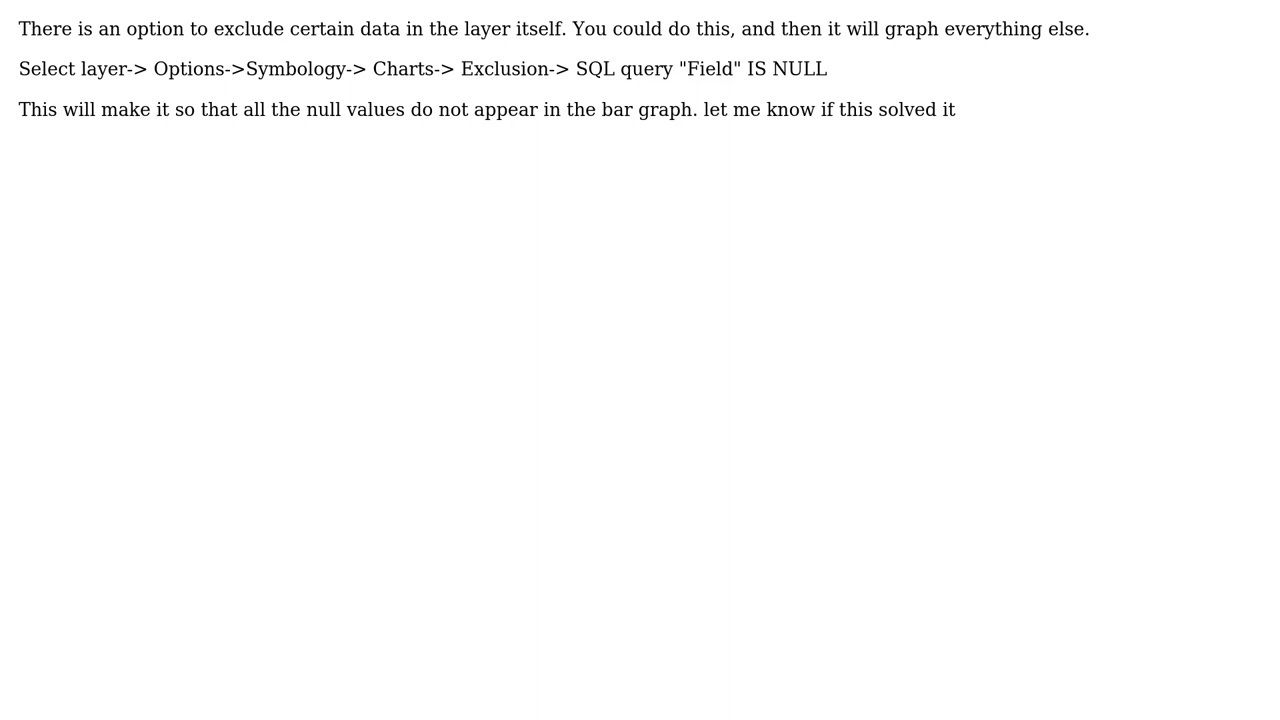 There is an option to exclude certain data in the layer itself. You could do this, and then it will graph everything else.
Select layer-> Options->Symbology-> Charts-> Exclusion-> SQL query "Field" IS NULL
This will make it so that all the null values do not appear in the bar graph. let me know if this solved it